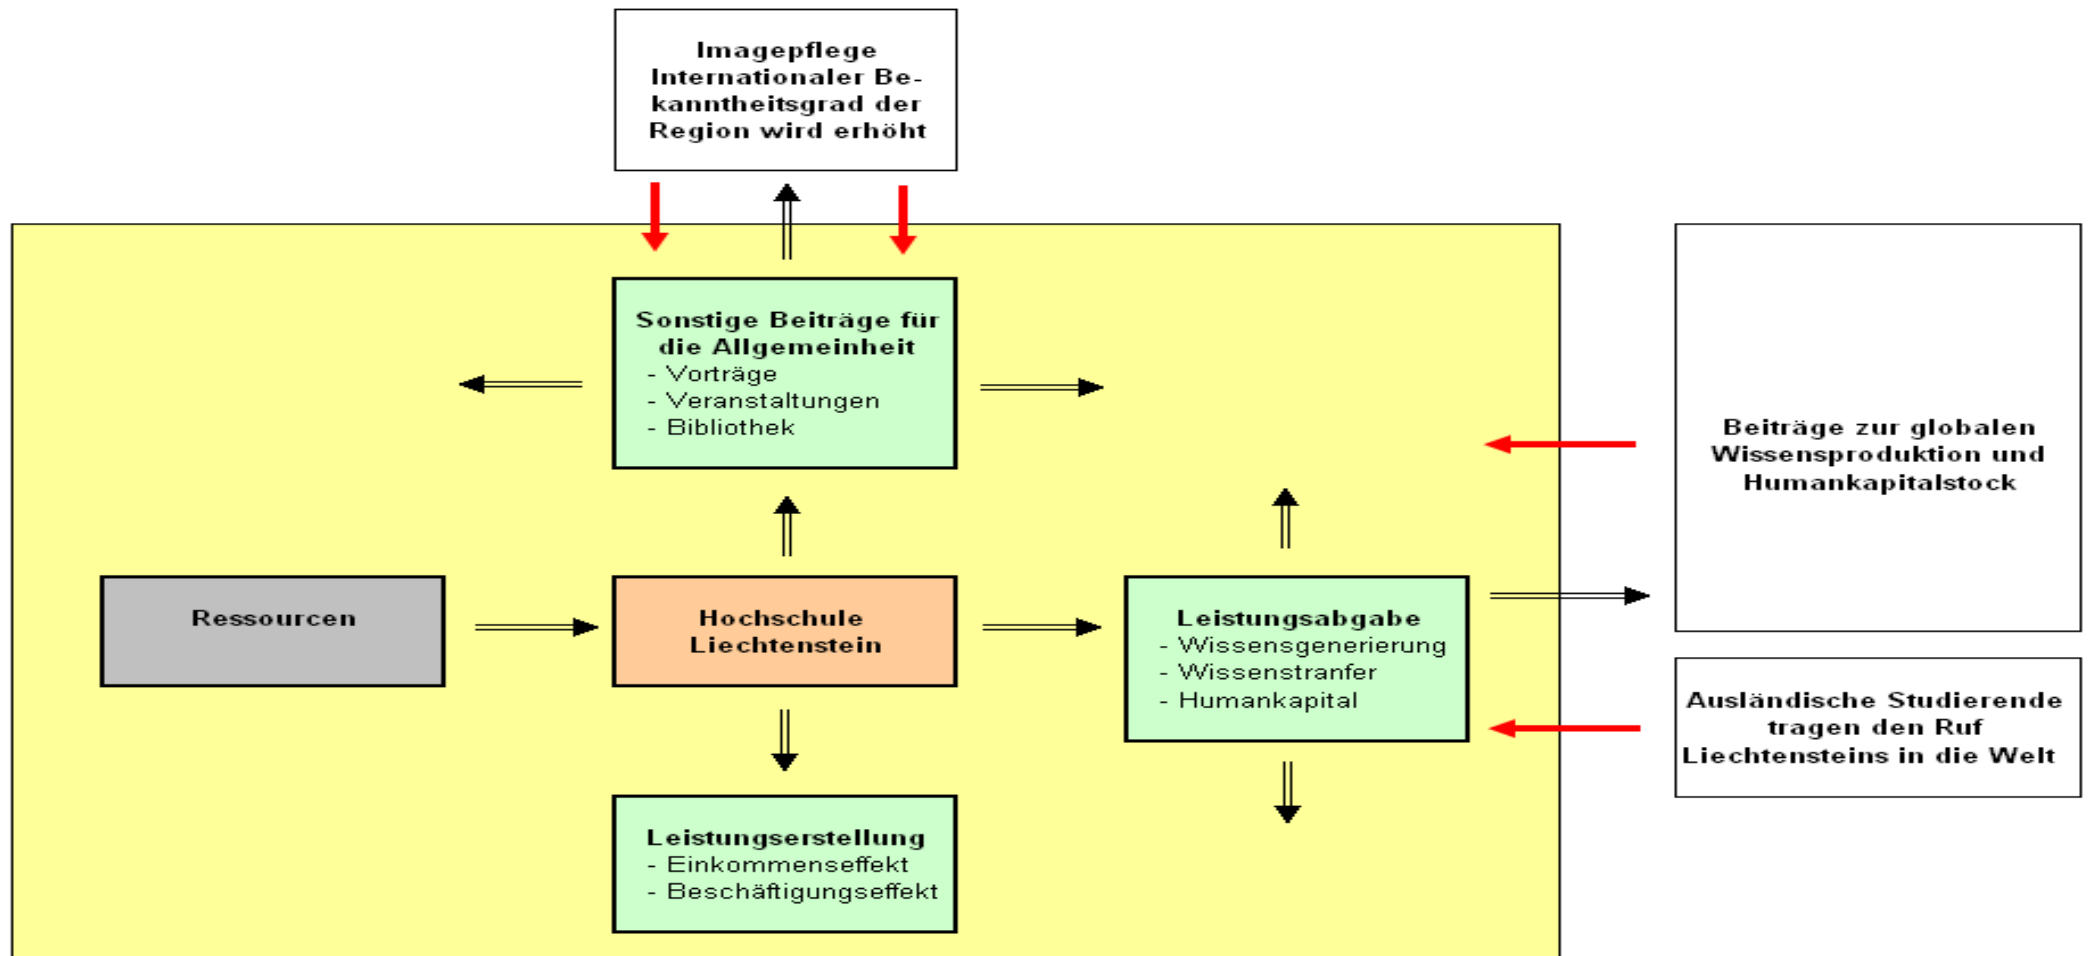 Imagepflege
Internationaler Be-
kanntheitsgrad der
Region wird erhöht
Sonstige Beiträge für
die Allgemeinheit
- Vorträge
- Veranstaltungen
- Bibliothek
Beiträge zur globalen
Wissensproduktion und
Humankapitalstock
Ressourcen
Hochschule
Liechtenstein
Leistungsabgabe
- Wissensgenerierung
- Wissenstranfer
- Humankapital
Ausländische Studierende
tragen den Ruf
Liechtensteins in die Welt
Leistungserstellung
- Einkommenseffekt
- Beschäftigungseffekt